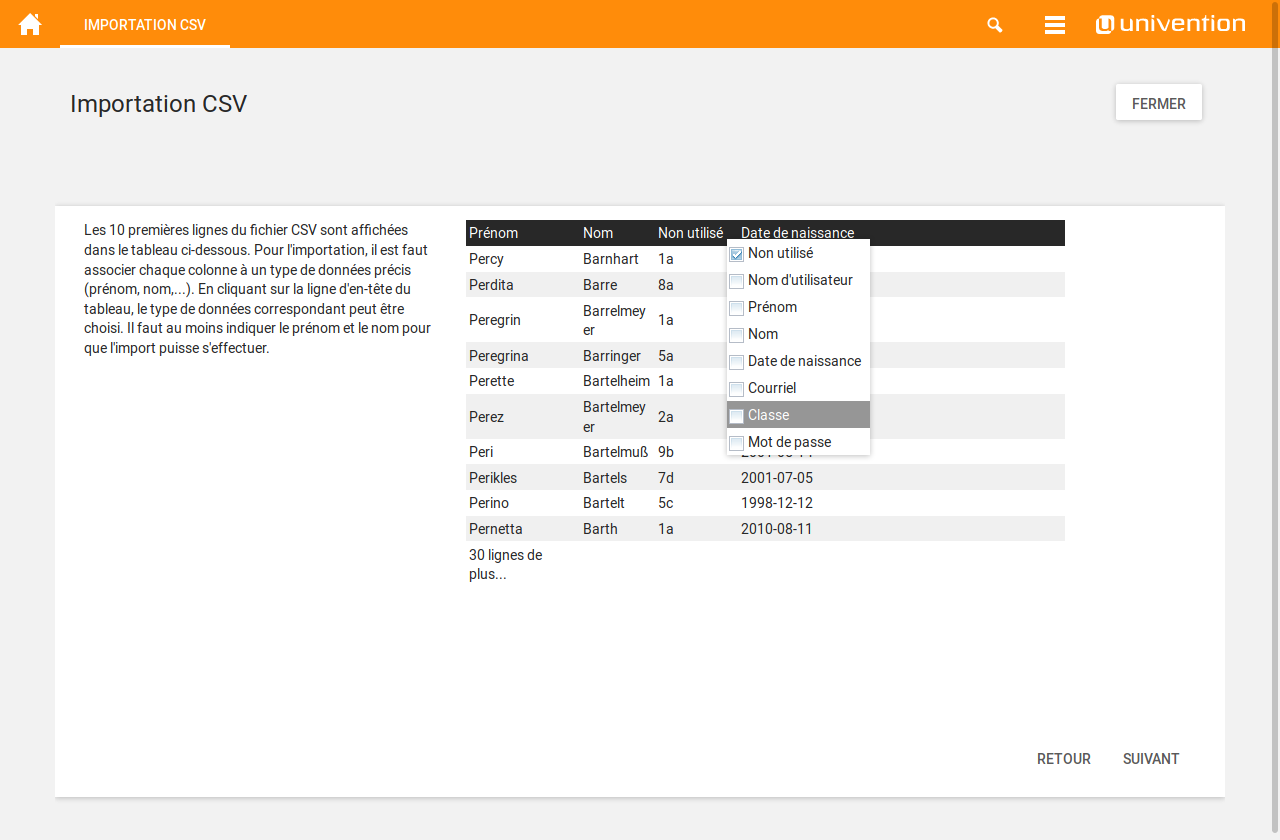 IMPORTATION CSV
univention
Importation CSV
FERMER
Les 10 premières lignes du fichier CSV sont affichées
dans le tableau ci-dessous. Pour l'importation, il est faut
associer chaque colonne à un type de données précis
(prénom, nom,...). En cliquant sur la ligne d'en-tête du
tableau, le type de données correspondant peut être
choisi. Il faut au moins indiquer le prénom et le nom pour
que l'import puisse s'effectuer.
Prénom Nom Non utilisé Date de naissance
Percy Barnhart 1a
Perdita Barre 8a
Peregrin Barrelmey
er 1a
Peregrina Barringer 5a
Perette Bartelheim 1a
Perez Bartelmey
er 2a
Peri Bartelmuß 9b
Perikles Bartels 7d 2001-07-05
Perino Bartelt 5c 1998-12-12
Pernetta Barth 1a 2010-08-11
30 lignes de
plus...
Non utilisé
Nom d'utilisateur
Prénom
Nom
Date de naissance
Courriel
Classe
Mot de passe
RETOUR SUIVANT